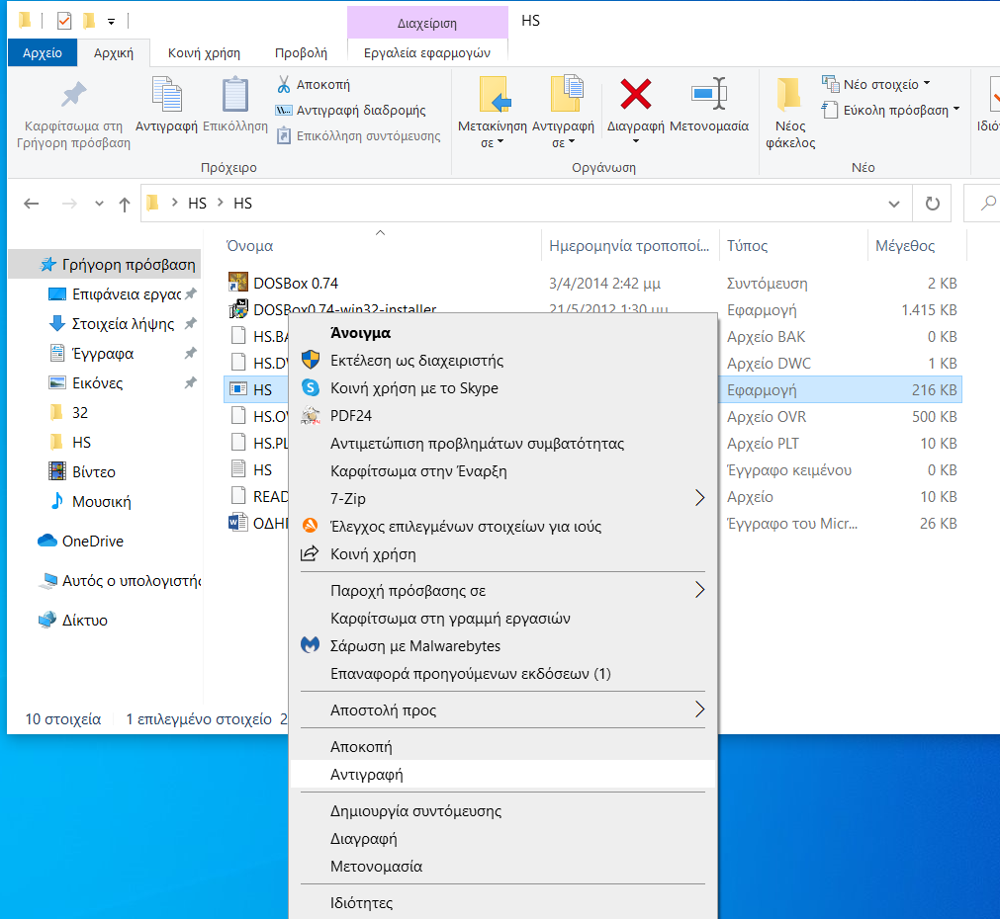 Διαχείριση HS
Αρχείο Αρχική Κοινή χρήση Προβολή Εργαλεία εφαρμογών
Καρφίτσωμα στη Γρήγορη πρόσβαση
Αντιγραφή
Επικόλληση
Αποκοπή
Αντιγραφή διαδρομής
Επικόλληση συντόμευσης
Πρόχειρο
Μετακίνηση σε
Αντιγραφή σε
Διαγραφή
Μετονομασία
Οργάνωση
Νέος φάκελος
Νέο στοιχείο
Εύκολη πρόσβαση
Νέο
HS HS
Όνομα Ημερομηνία τροποποί... Τύπος Μέγεθος
Γρήγορη πρόσβαση
Επιφάνεια εργας
Στοιχεία λήψης
Έγγραφα
Εικόνες
32
HS
Βίντεο
Μουσική
OneDrive
Αυτός ο υπολογιστής
Δίκτυο
DOSBox 0.74 3/4/2014 2:42 μμ Συντόμευση 2 KB
DOSBox0.74-win32-installer 21/5/2012 1:30 μμ Εφαρμογή 1.415 KB
HS.BA Αρχείο BAK 0 KB
HS.DV Αρχείο DWC 1 KB
HS Εφαρμογή 216 KB
HS.O Αρχείο OVR 500 KB
HS.PL Αρχείο PLT 10 KB
HS Έγγραφο κειμένου 0 KB
READ Αρχείο 10 KB
ΟΔΗ Έγγραφο του Micr... 26 KB
Άνοιγμα
Εκτέλεση ως διαχειριστής
Κοινή χρήση με το Skype
PDF24
Αντιμετώπιση προβλημάτων συμβατότητας
Καρφίτσωμα στην Έναρξη
7-Zip
Έλεγχος επιλεγμένων στοιχείων για ιούς
Κοινή χρήση
Παροχή πρόσβασης σε
Καρφίτσωμα στη γραμμή εργασιών
Σάρωση με Malwarebytes
Επαναφορά προηγούμενων εκδόσεων (1)
Αποστολή προς
Αποκοπή
Αντιγραφή
Δημιουργία συντόμευσης
Διαγραφή
Μετονομασία
Ιδιότητες
10 στοιχεία 1 επιλεγμένο στοιχείο 2